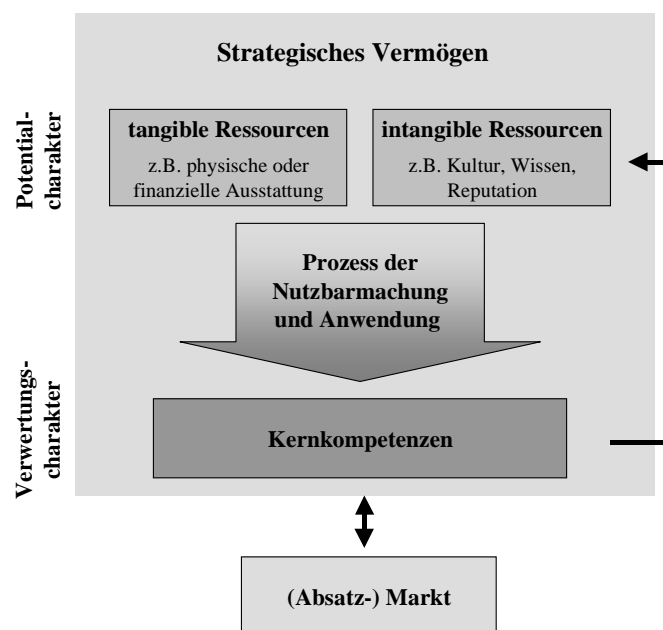 Strategisches Vermögen
Potential-
charakter
tangible Ressourcen
z.B. physische oder
finanzielle Ausstattung
intangible Ressourcen
z.B. Kultur, Wissen,
Reputation
Prozess der
Nutzbarmachung
und Anwendung
Verwertungs-
charakter
Kernkompetenzen
(Absatz-) Markt